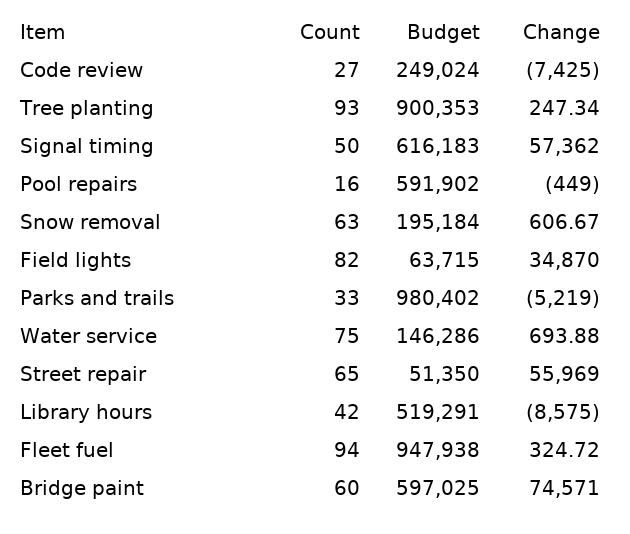 Item Count Budget Change
Code review 27 249,024 (7,425)
Tree planting 93 900,353 247.34
Signal timing 50 616,183 57,362
Pool repairs 16 591,902 (449)
Snow removal 63 195,184 606.67
Field lights 82 63,715 34,870
Parks and trails 33 980,402 (5,219)
Water service 75 146,286 693.88
Street repair 65 51,350 55,969
Library hours 42 519,291 (8,575)
Fleet fuel 94 947,938 324.72
Bridge paint 60 597,025 74,571